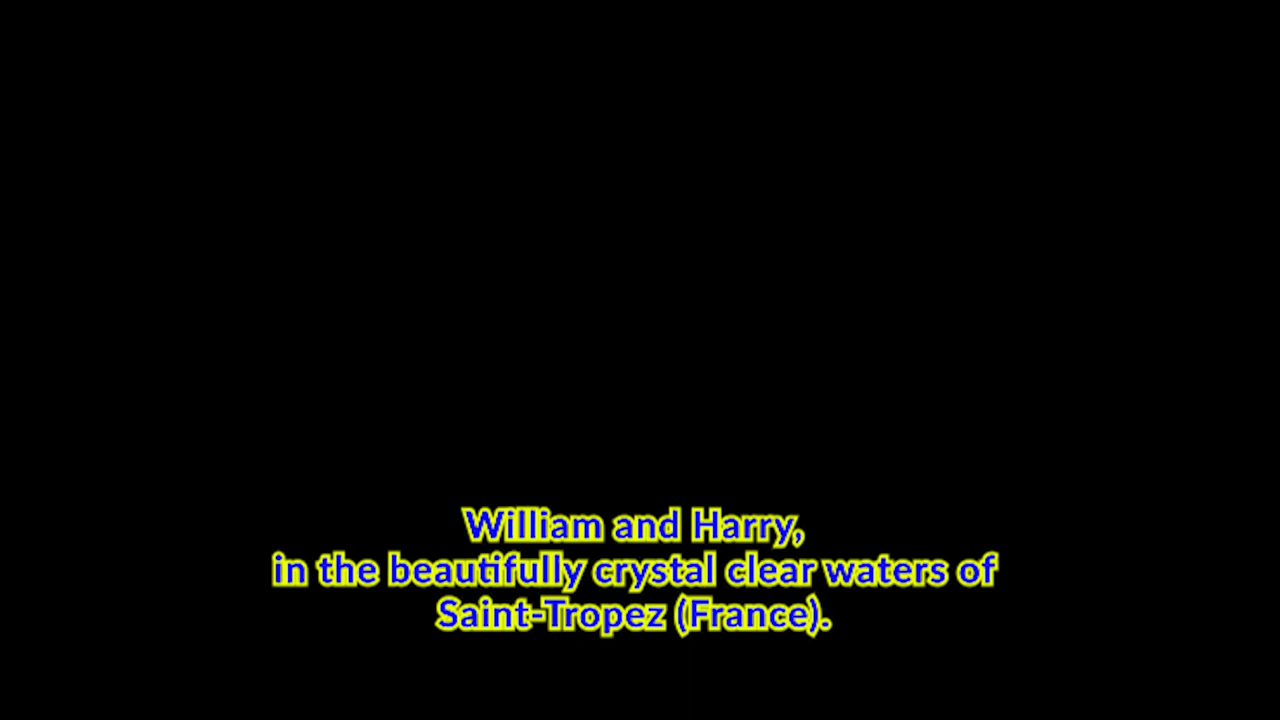 William and Harry,
in the beautifully crystal clear waters of
Saint-Tropez (France).